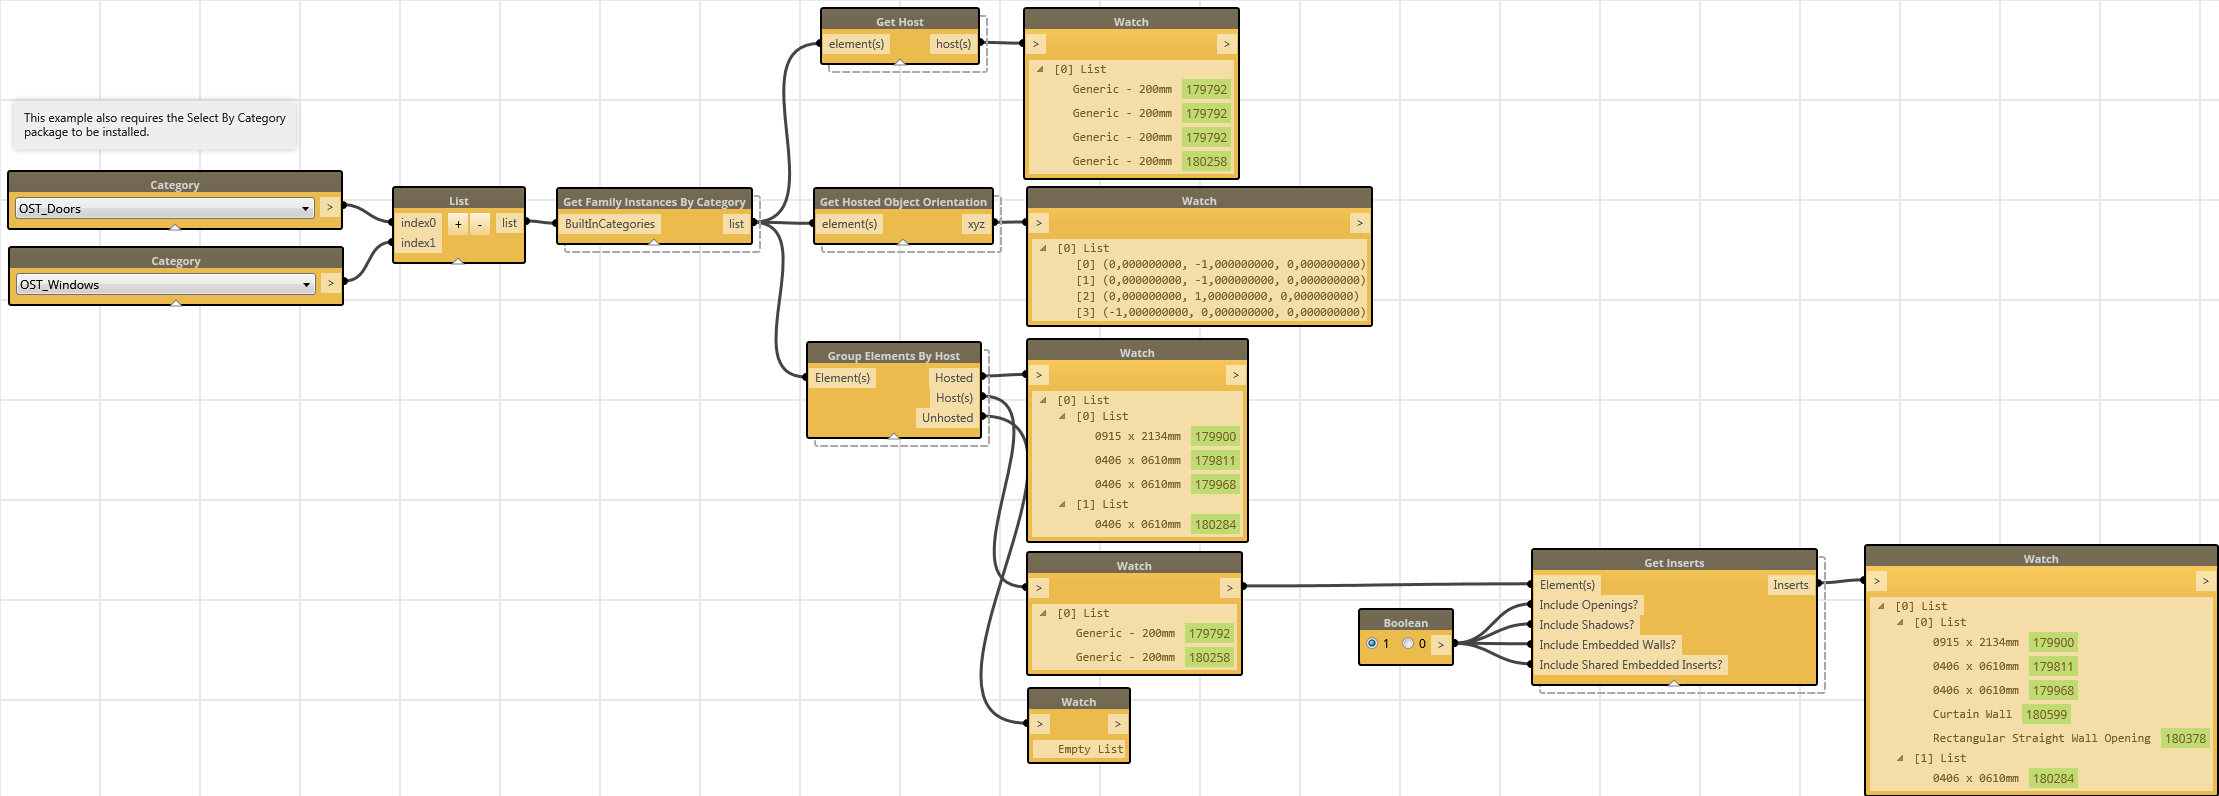 This example also requires the Select By Category
package to be installed.
Category
OST_Doors
>
Category
OST_Windows
>
List
index0
+
-
list
index1
Get Family Instances By Category
BuiltInCategories
list
Get Host
element(s)
host(s)
Watch
>
>
[0] List
Generic - 200mm 179792
Generic - 200mm 179792
Generic - 200mm 179792
Generic - 200mm 180258
Get Hosted Object Orientation
element(s)
xyz
Watch
>
>
[0] List
[0] (0,000000000, -1,000000000, 0,000000000)
[1] (0,000000000, -1,000000000, 0,000000000)
[2] (0,000000000, 1,000000000, 0,000000000)
[3] (-1,000000000, 0,000000000, 0,000000000)
Group Elements By Host
Element(s)
Hosted
Host(s)
Unhosted
Watch
>
>
[0] List
[0] List
0915 x 2134mm 179900
0406 x 0610mm 179811
0406 x 0610mm 179968
[1] List
0406 x 0610mm 180284
Watch
>
>
[0] List
Generic - 200mm 179792
Generic - 200mm 180258
Watch
>
>
Empty List
Boolean
1
0
>
Get Inserts
Element(s)
Inserts
Include Openings?
Include Shadows?
Include Embedded Walls?
Include Shared Embedded Inserts?
Watch
>
>
[0] List
[0] List
0915 x 2134mm 179900
0406 x 0610mm 179811
0406 x 0610mm 179968
Curtain Wall 180599
Rectangular Straight Wall Opening 180378
[1] List
0406 x 0610mm 180284